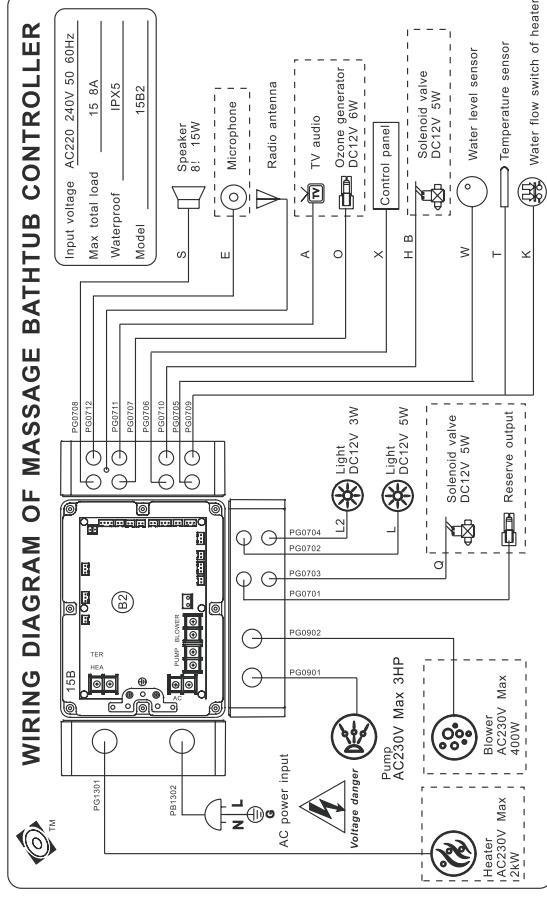 WIRING DIAGRAM OF MASSAGE BATHTUB CONTROLLER
TM
Input voltage AC220 240V 50 60Hz
Max total load 15 8A
Waterproof IPX5
Model 15B2
PG0708
PG0712
PG0711
PG0707
PG0706
PG0710
PG0705
PG0709
S
Speaker
8! 15W
E
Microphone
Radio antenna
A
TV
TV audio
O
Ozone generator
DC12V 6W
X
Control panel
H B
Solenoid valve
DC12V 5W
W
Water level sensor
T
Temperature sensor
K
Water flow switch of heater
15B
B2
HEA
TER
AC
PUMP
BLOWER
PG1301
PB1302
PG0901
PG0902
PG0701
PG0703
PG0702
PG0704
L2
Light
DC12V 3W
L
Light
DC12V 5W
Q
Solenoid valve
DC12V 5W
Reserve output
N
L
G
AC power input
Voltage danger
Pump
AC230V Max 3HP
Heater
AC230V Max
2kW
Blower
AC230V Max
400W